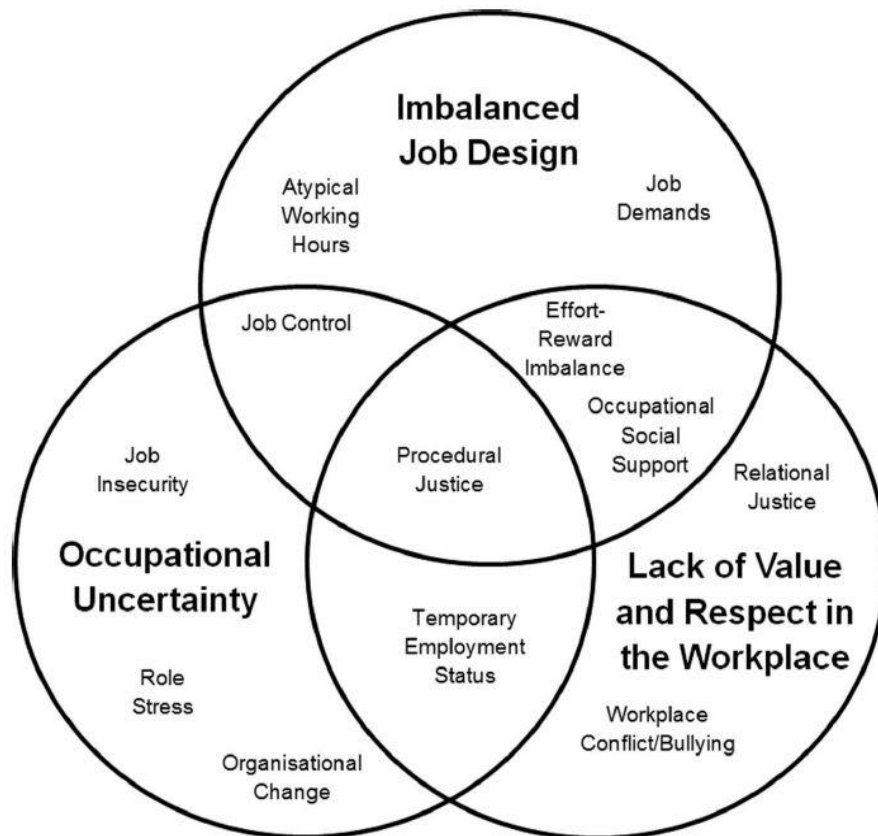 Imbalanced
Job Design
Atypical
Working
Hours
Job
Demands
Job Control
Effort-
Reward
Imbalance
Occupational
Social
Support
Procedural
Justice
Job
Insecurity
Relational
Justice
Occupational
Uncertainty
Lack of Value
and Respect in
the Workplace
Temporary
Employment
Status
Role
Stress
Workplace
Conflict/Bullying
Organisational
Change